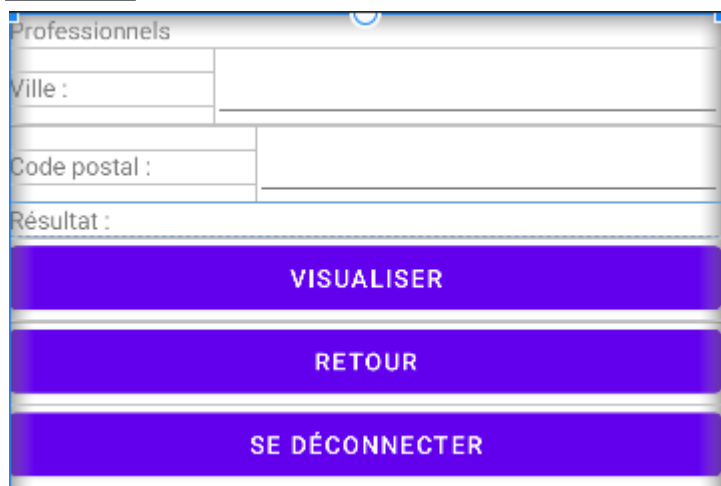 Professionnels
Ville :
Code postal :
Résultat :
VISUALISER
RETOUR
SE DÉCONNECTER